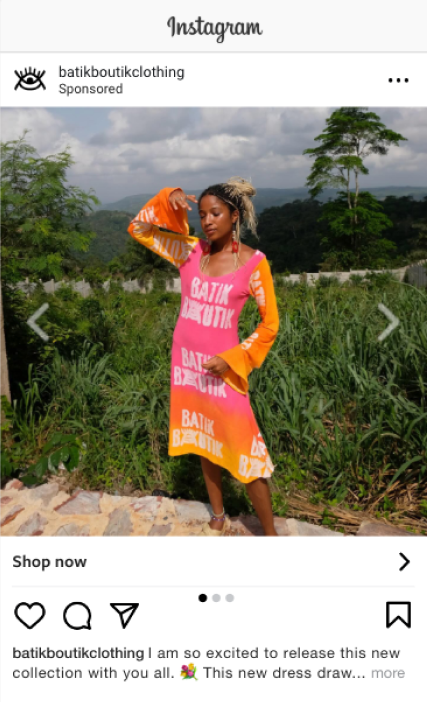 Instagram
batikboutikclothing
Sponsored
BATIK
BATIK
BOUTIK
BATIK
BATIK
BOUTIK
Shop now
batikboutikclothing I am so excited to release this new
collection with you all. 💐 This new dress draw... more